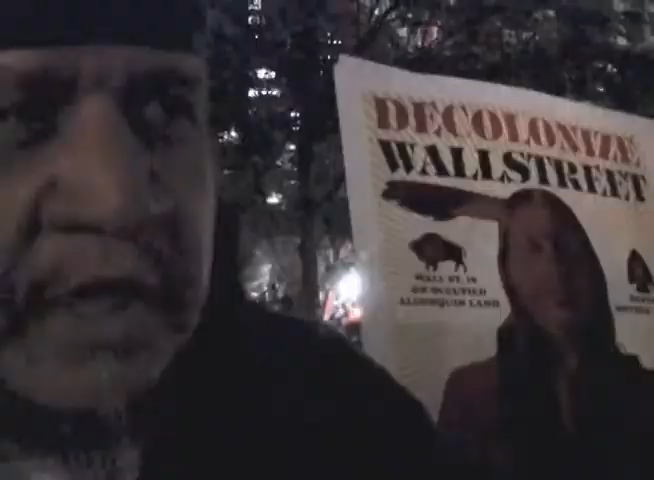 DECOLONIZE
WALLSTREET
WALL ST. IS
ON OCCUPIED
ALGONQUIN LAND